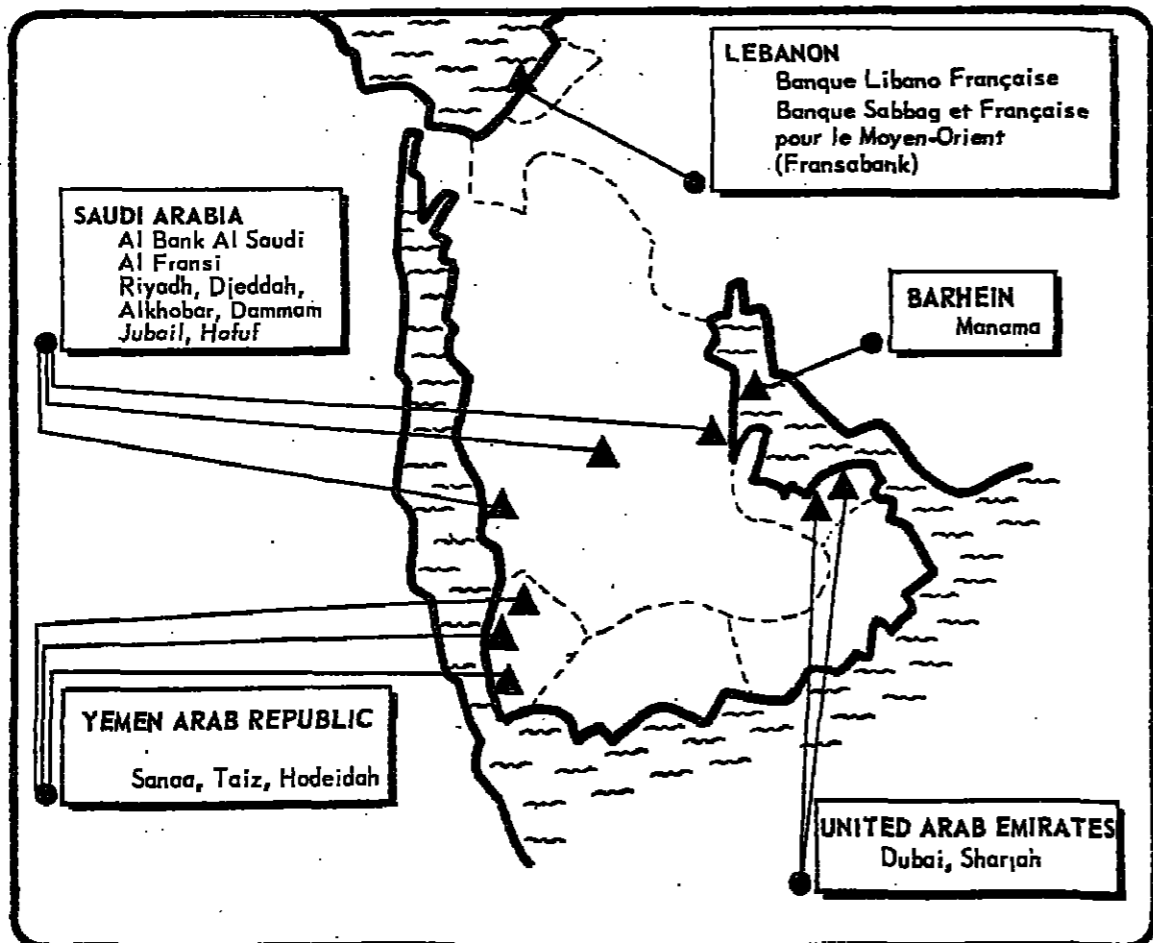 LEBANON
Banque Libano Française
Banque Sabbag et Française
pour le Moyen-Orient
(Fransabank)
SAUDI ARABIA
Al Bank Al Saudi
Al Fransi
Riyadh, Djeddah,
Alkhobar, Dammam
Jubail, Hofuf
BARHEIN
Manama
YEMEN ARAB REPUBLIC
Sanaa, Taiz, Hodeidah
UNITED ARAB EMIRATES
Dubai, Sharjah